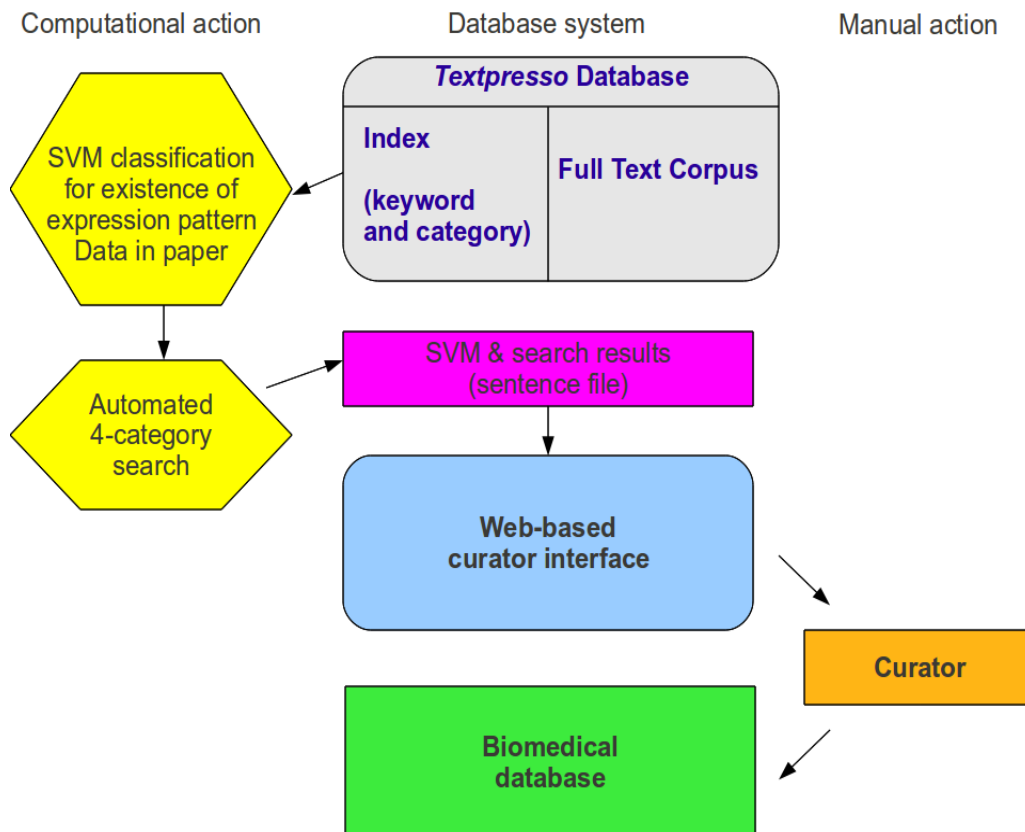 Computational action
Database system
Manual action
Textpresso Database
Index
(keyword
and category)
Full Text Corpus
SVM classification
for existence of
expression pattern
Data in paper
Automated
4-category
search
SVM & search results
(sentence file)
Web-based
curator interface
Curator
Biomedical
database